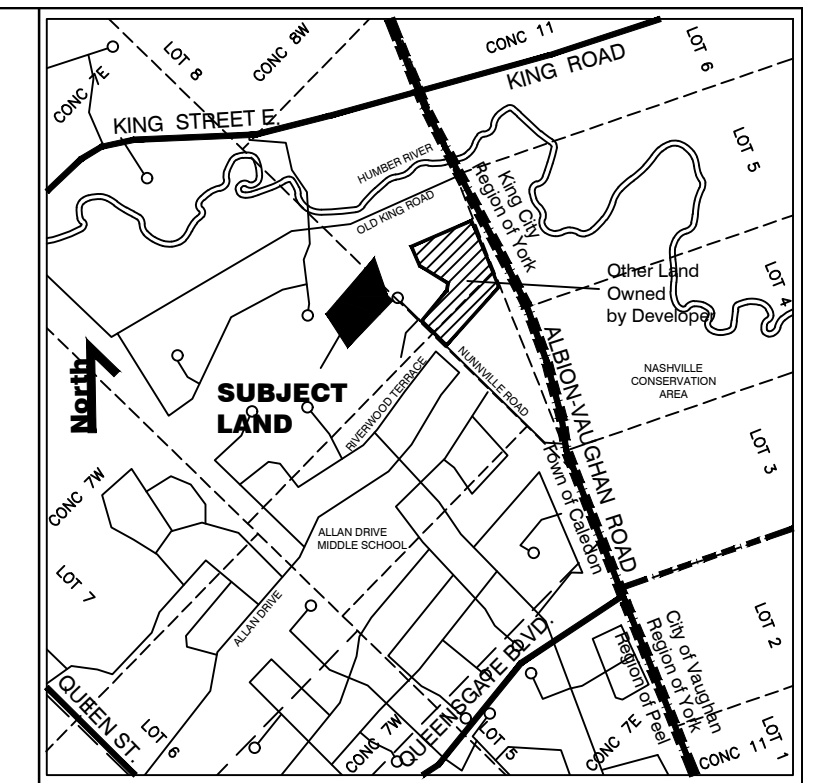 LOT 8
CONC 8W
CONC 11
LOT 6
CONC 7E
KING ROAD
KING STREET E.
LOT 5
HUMBER RIVER
OLD KING ROAD
King City
Region of York
Other Land
Owned
by Developer
LOT 4
North
SUBJECT
LAND
RIVERWOOD TERRACE
NUNNVILLE ROAD
ALBION-VAUGHAN ROAD
NASHVILLE
CONSERVATION
AREA
LOT 3
CONC 7W
Town of Caledon
ALLAN DRIVE
MIDDLE SCHOOL
LOT 7
ALLAN DRIVE
LOT 2
City of Vaughan
Region of York
Region of Peel
QUEENSGATE BLVD.
QUEEN ST.
LOT 6
CONC 7W
LOT 5
CONC 7E
CONC 11
LOT 1